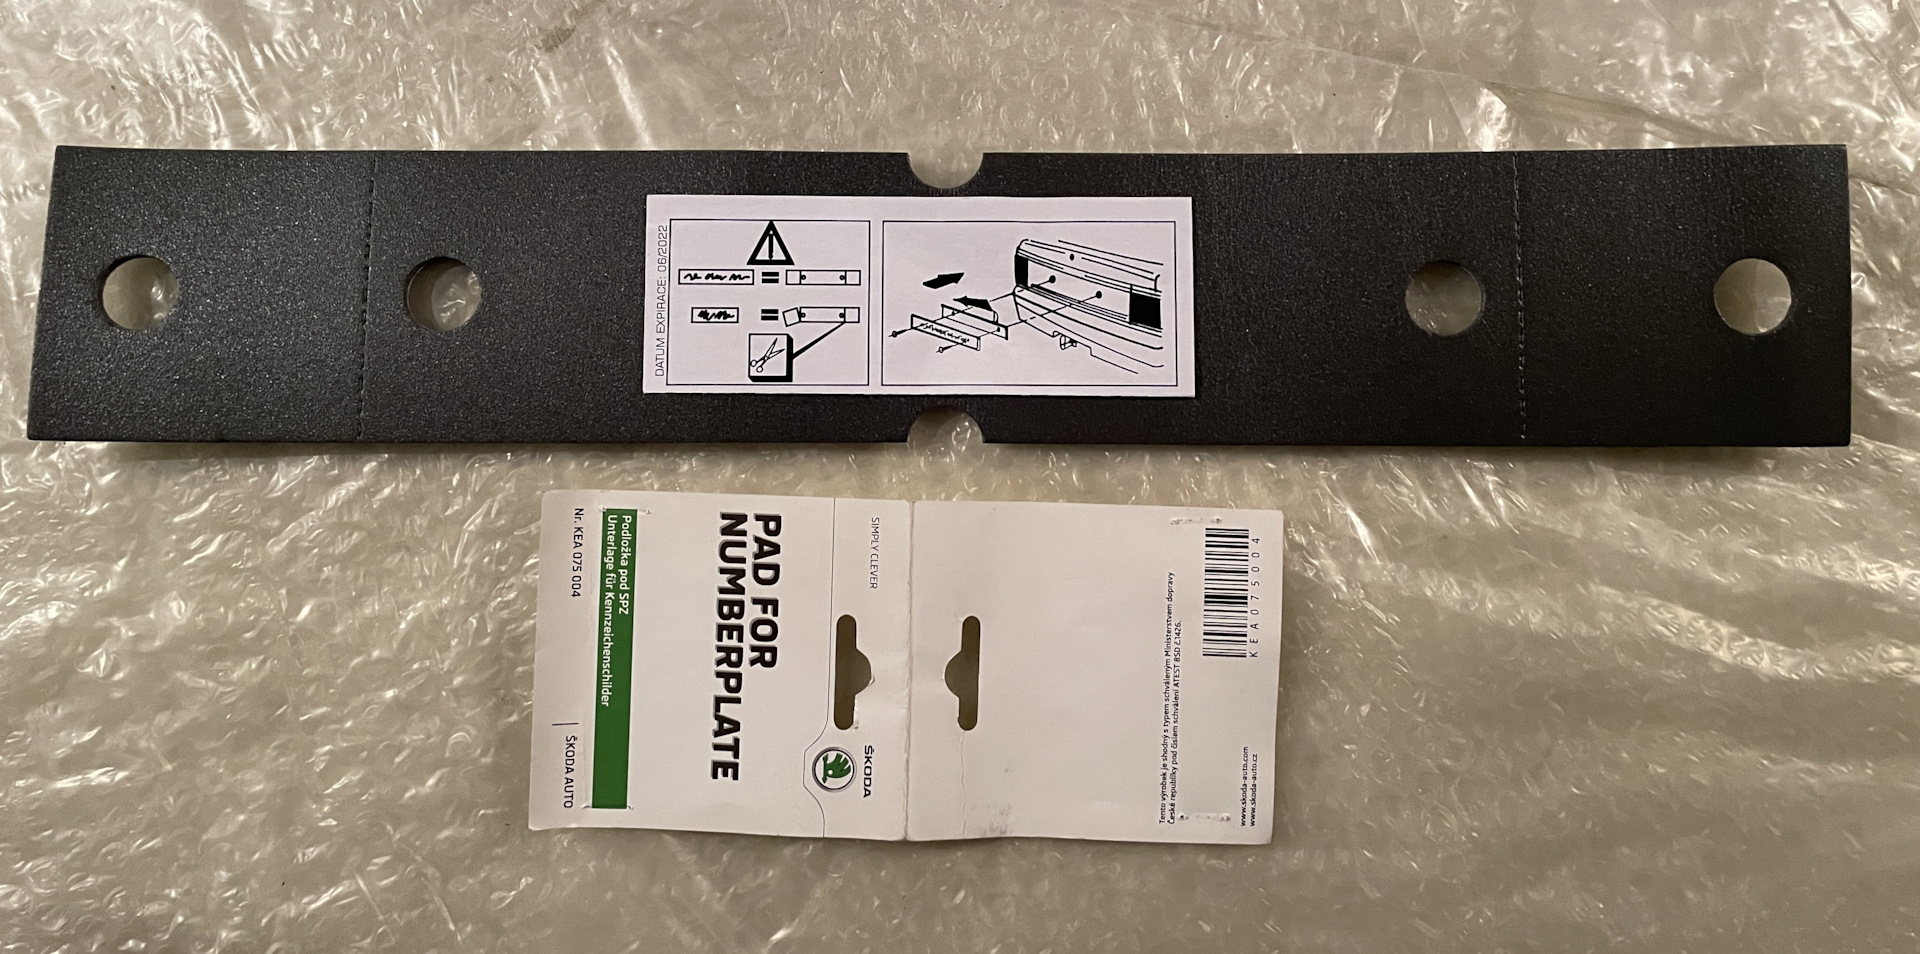 DATUM EXPIRACE: 06/2022
SIMPLY CLEVER
ŠKODA
PAD FOR
NUMBERPLATE
Podložka pod SPZ
Unterlage für Kennzeichenschilder
Nr. KEA 075 004
ŠKODA AUTO
Tento výrobek je shodný s typem schváleným Ministerstvem dopravy
České republiky pod číslem schválení ATEST 8SD č.1426.
KEA075004
www.skoda-auto.com
www.skoda-auto.cz